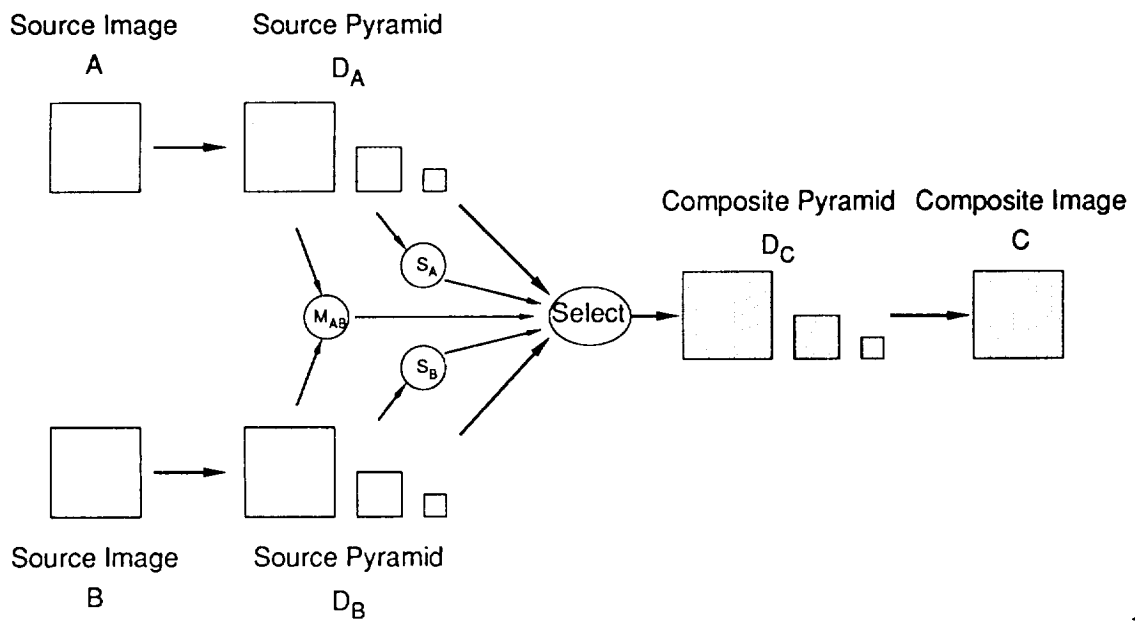 Source Image
A
Source Pyramid
D_A
S_A
M_AB
S_B
Select
Composite Pyramid
D_C
Composite Image
C
Source Image
B
Source Pyramid
D_B